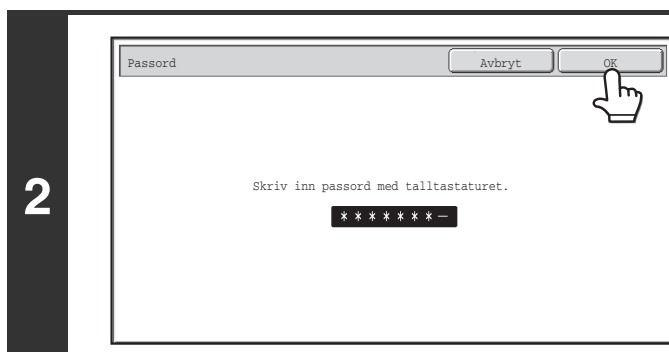 2
Passord Avbryt OK
Skriv inn passord med talltastaturet.
*******—